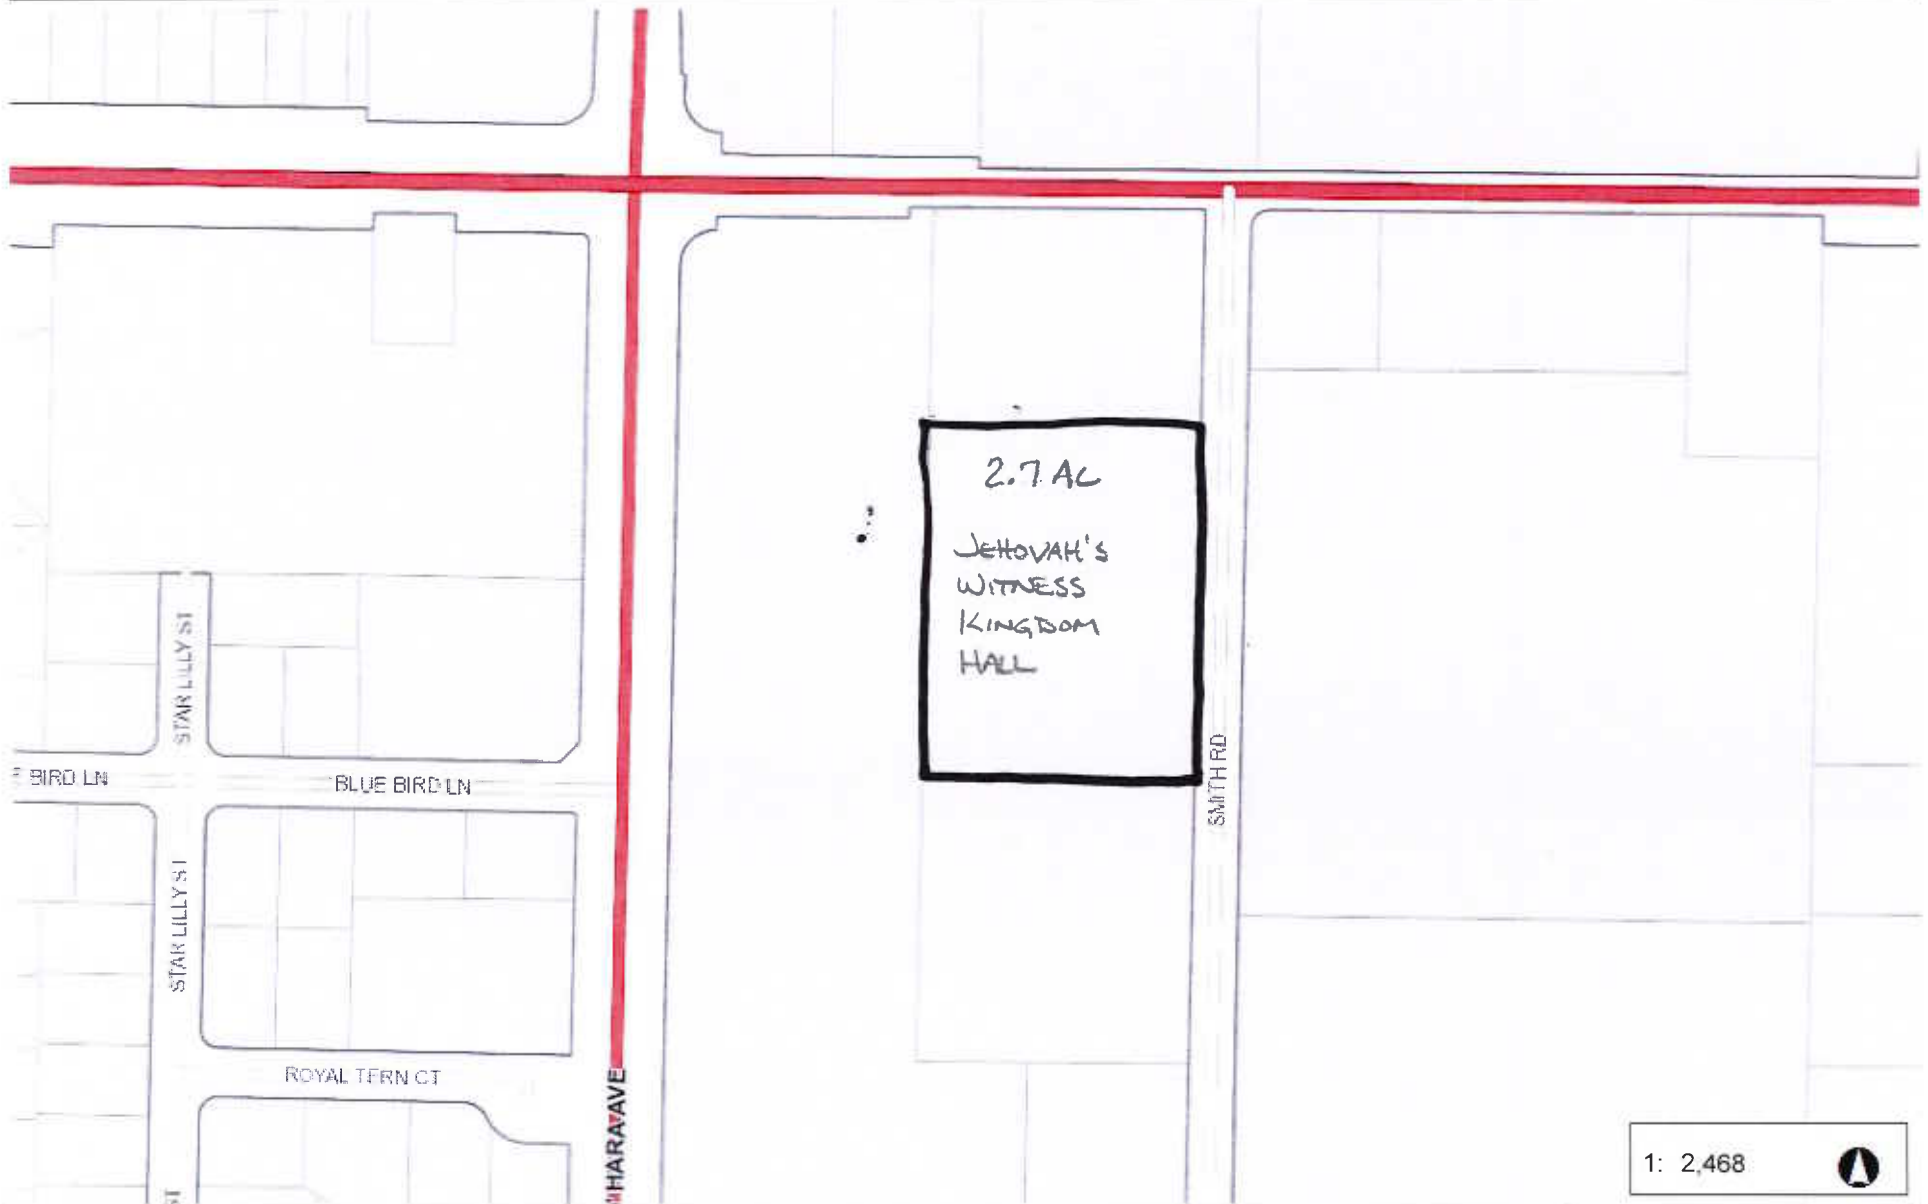 2.7 AC
JEHOVAH'S
WITNESS
KINGDOM
HALL
STAR LILLY ST
BIRD LN
BLUE BIRD LN
SMITH RD
STAR LILLY ST
ROYAL TERN CT
HARA AVE
ST
1: 2,468